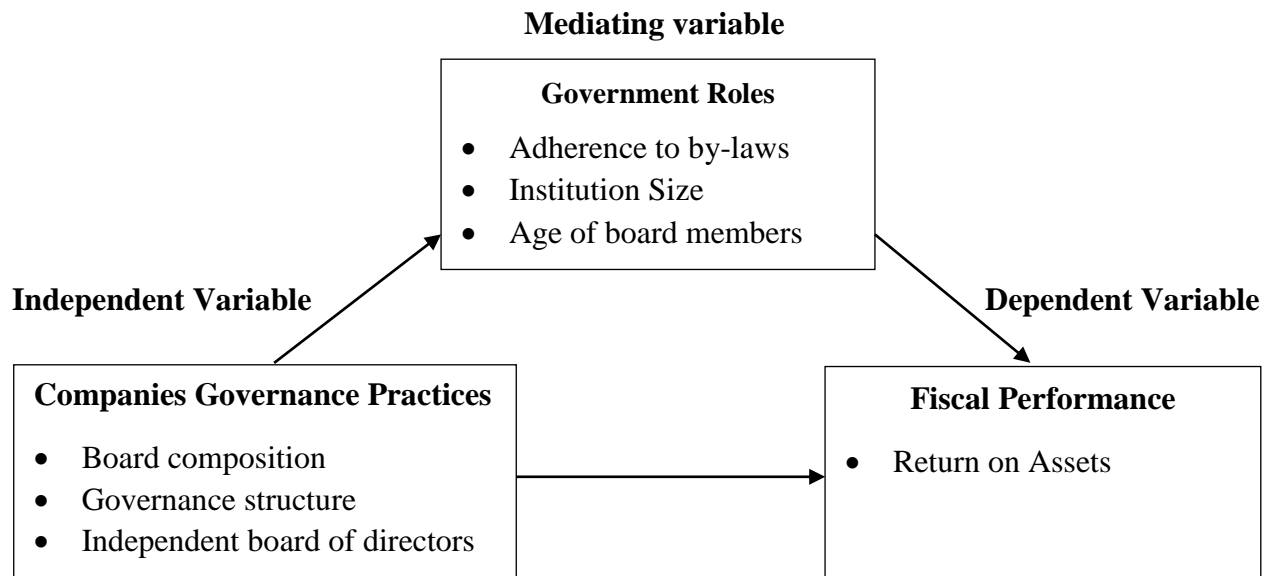 Mediating variable
Government Roles
• Adherence to by-laws
• Institution Size
• Age of board members
Independent Variable
Dependent Variable
Companies Governance Practices
• Board composition
• Governance structure
• Independent board of directors
Fiscal Performance
• Return on Assets